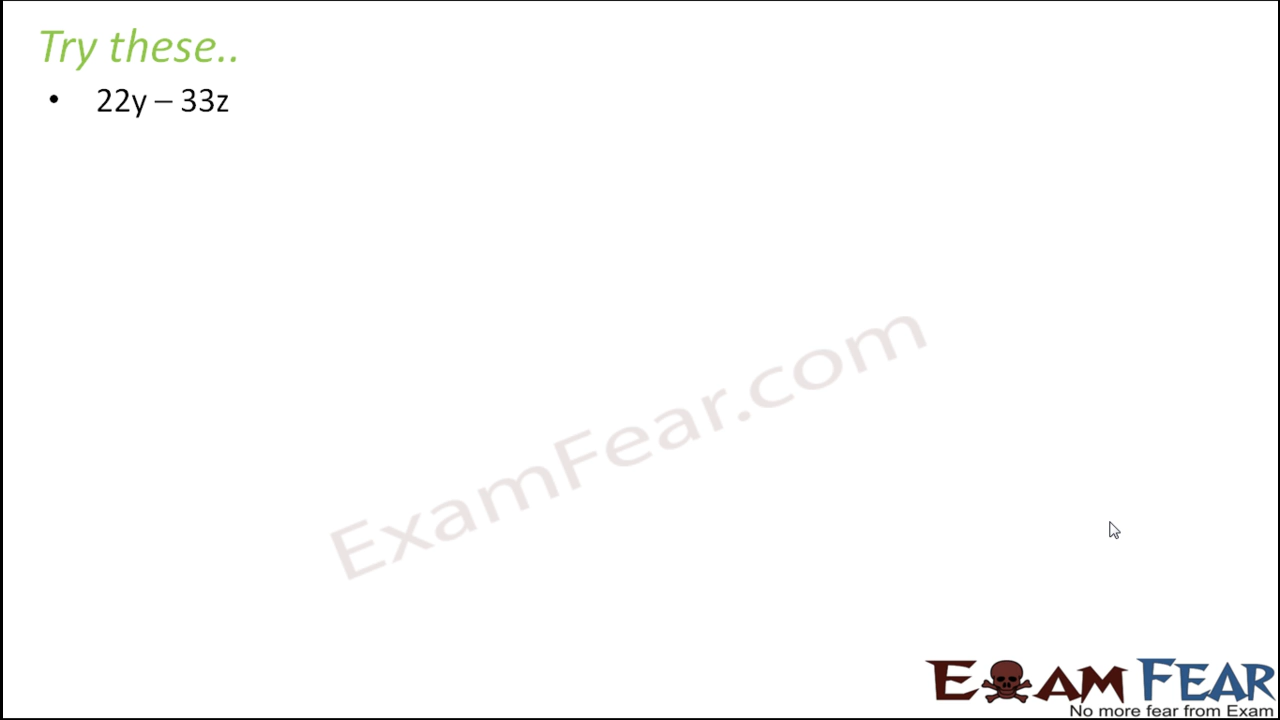 Try these..
• 22y – 33z
ExamFear.com
EXAM FEAR
No more fear from Exam